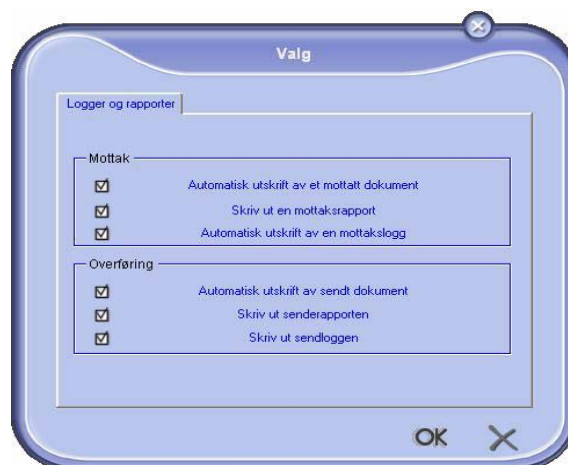 Valg
Logger og rapporter
Mottak
Automatisk utskrift av et mottatt dokument
Skriv ut en mottaksrapport
Automatisk utskrift av en mottakslogg
Overføring
Automatisk utskrift av sendt dokument
Skriv ut senderapporten
Skriv ut sendloggen
OK